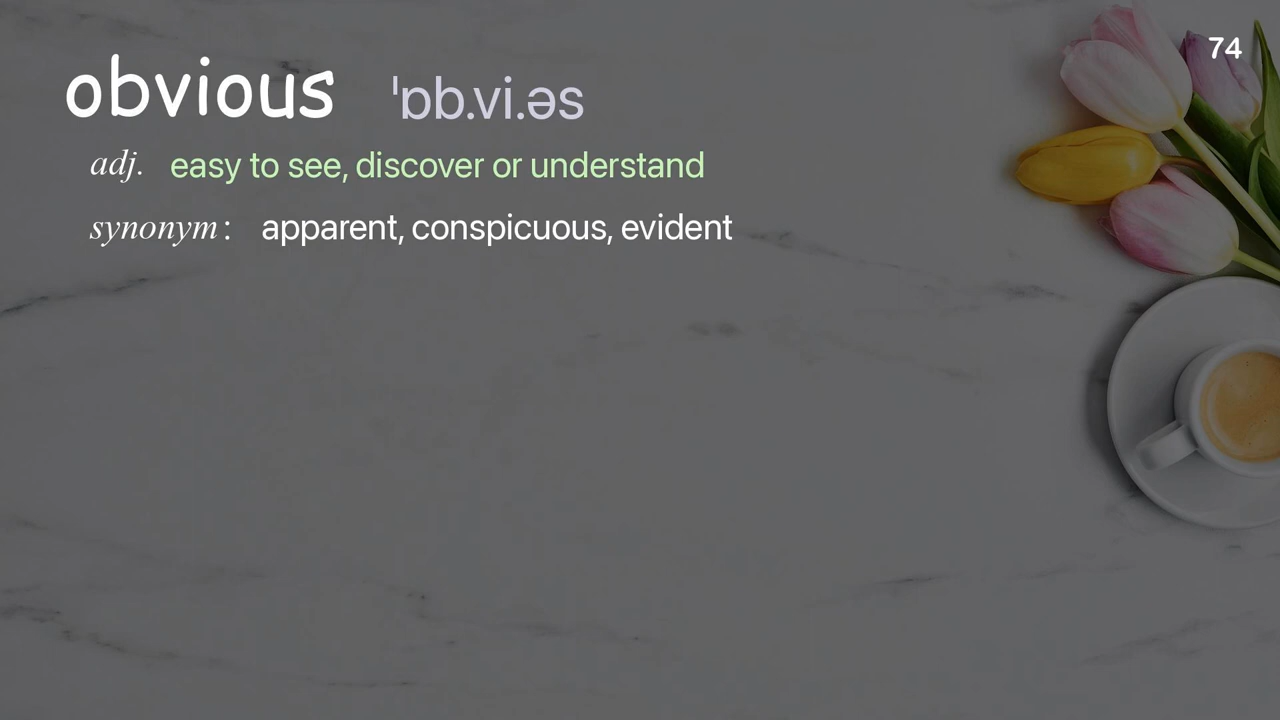 74
obvious ˈɒb.vi.əs
adj. easy to see, discover or understand
synonym: apparent, conspicuous, evident